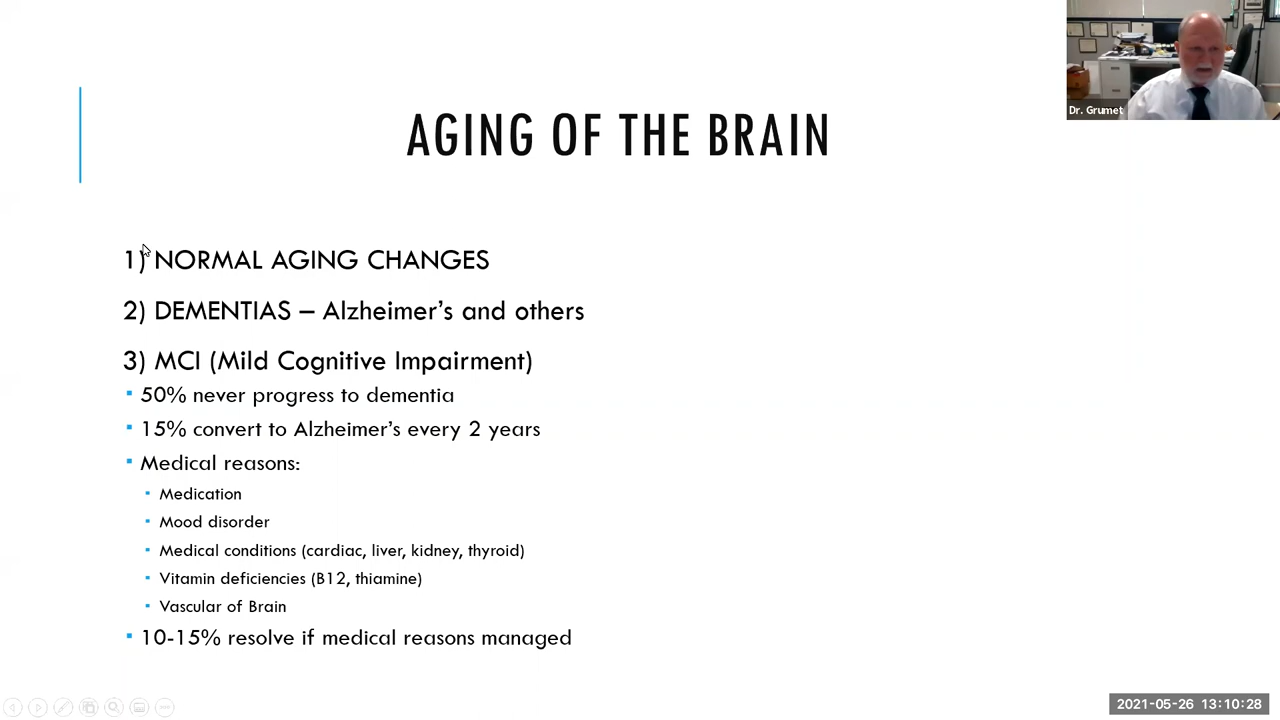 Dr. Grumet
AGING OF THE BRAIN
1) NORMAL AGING CHANGES
2) DEMENTIAS – Alzheimer’s and others
3) MCI (Mild Cognitive Impairment)
▪ 50% never progress to dementia
▪ 15% convert to Alzheimer’s every 2 years
▪ Medical reasons:
▪ Medication
▪ Mood disorder
▪ Medical conditions (cardiac, liver, kidney, thyroid)
▪ Vitamin deficiencies (B12, thiamine)
▪ Vascular of Brain
▪ 10-15% resolve if medical reasons managed
2021-05-26 13:10:28